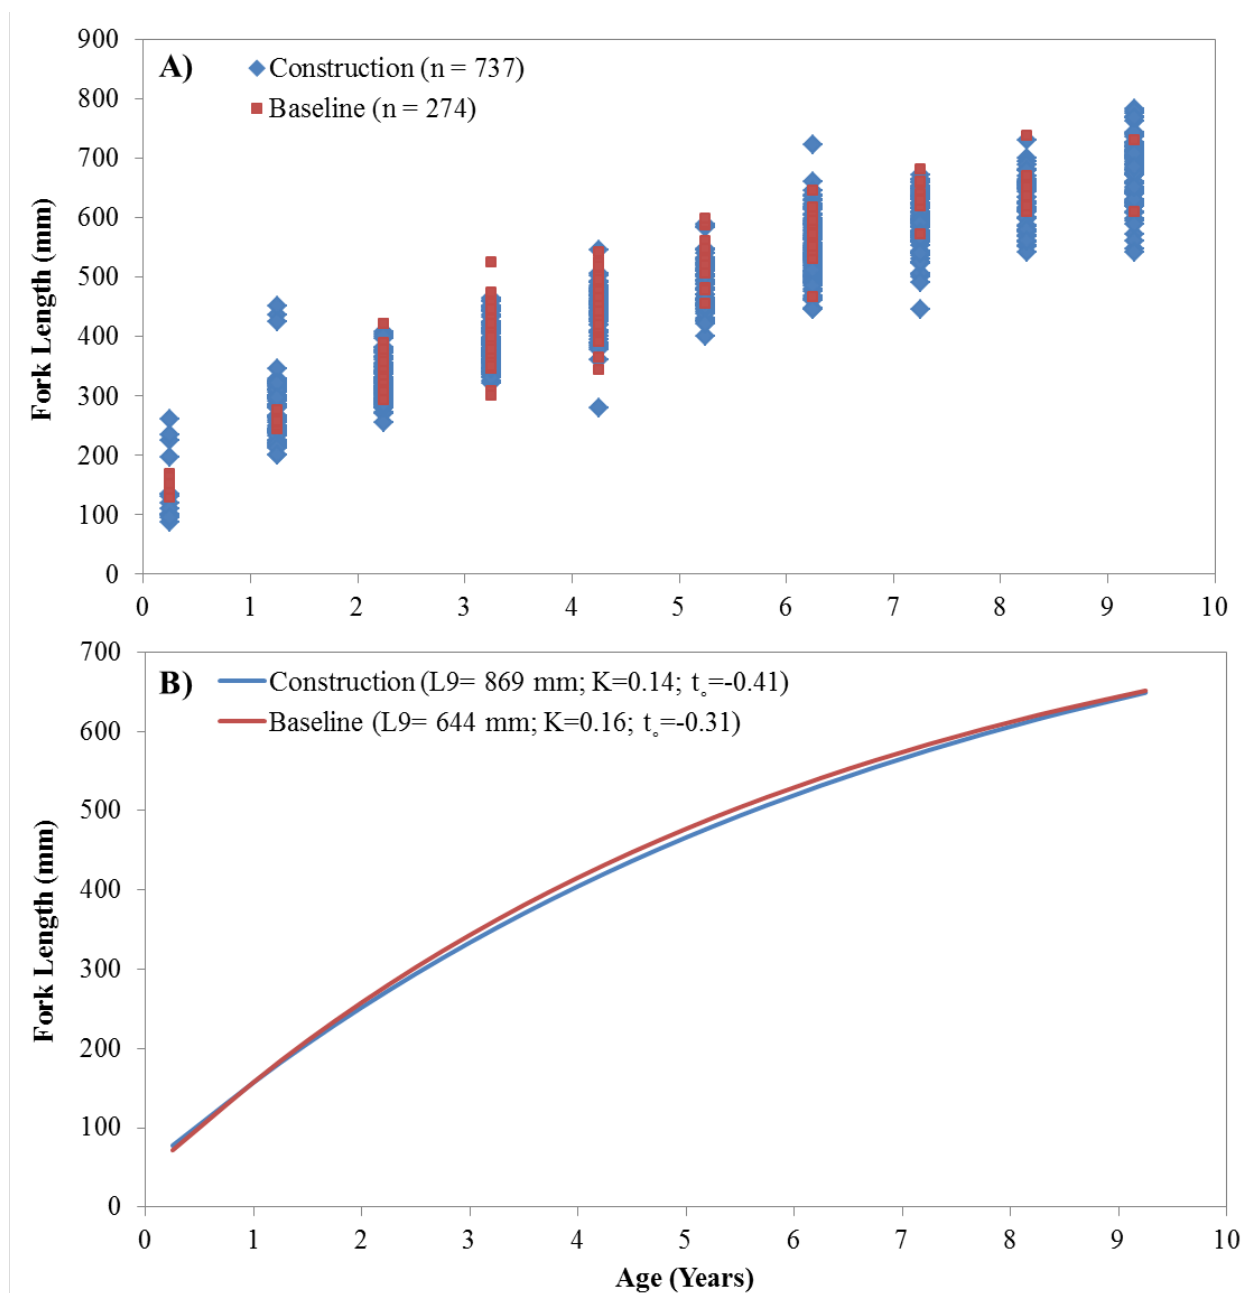 A)
Construction (n = 737)
Baseline (n = 274)
Fork Length (mm)
900
800
700
600
500
400
300
200
100
0
0 1 2 3 4 5 6 7 8 9 10
B)
Construction (L9= 869 mm; K=0.14; t˳=-0.41)
Baseline (L9= 644 mm; K=0.16; t˳=-0.31)
Fork Length (mm)
700
600
500
400
300
200
100
0
0 1 2 3 4 5 6 7 8 9 10
Age (Years)